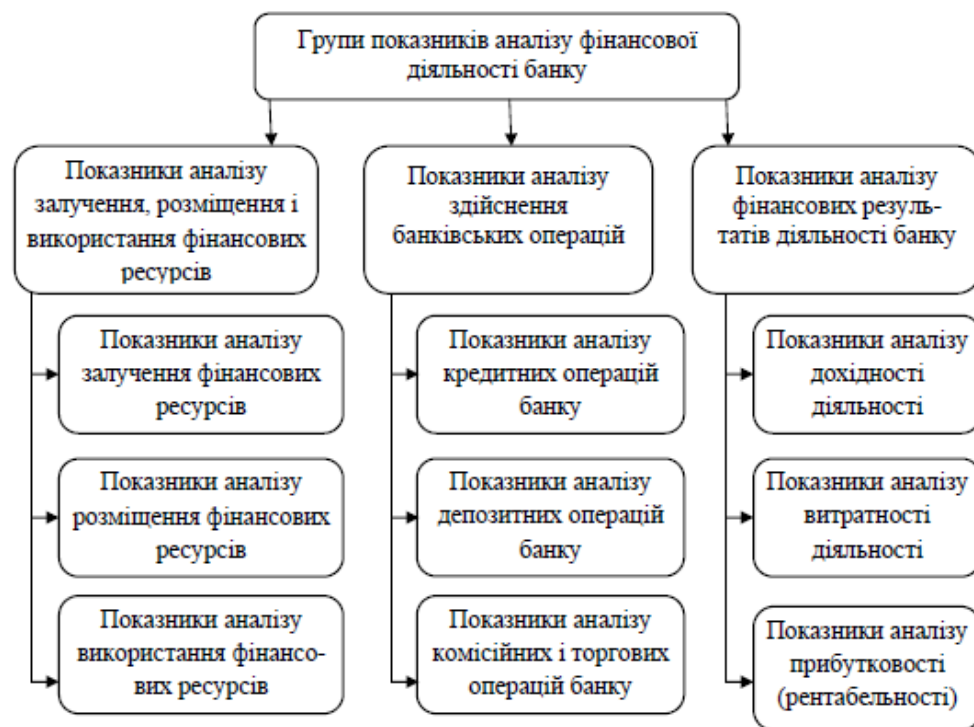 Групи показників аналізу фінансової
діяльності банку
Показники аналізу
залучення, розміщення і
використання фінансових
ресурсів
Показники аналізу
здійснення
банківських операцій
Показники аналізу
фінансових резуль-
татів діяльності банку
Показники аналізу
залучення фінансових
ресурсів
Показники аналізу
кредитних операцій
банку
Показники аналізу
дохідності
діяльності
Показники аналізу
розміщення фінансових
ресурсів
Показники аналізу
депозитних операцій
банку
Показники аналізу
витратності
діяльності
Показники аналізу
використання фінансо-
вих ресурсів
Показники аналізу
комісійних і торгових
операцій банку
Показники аналізу
прибутковості
(рентабельності)